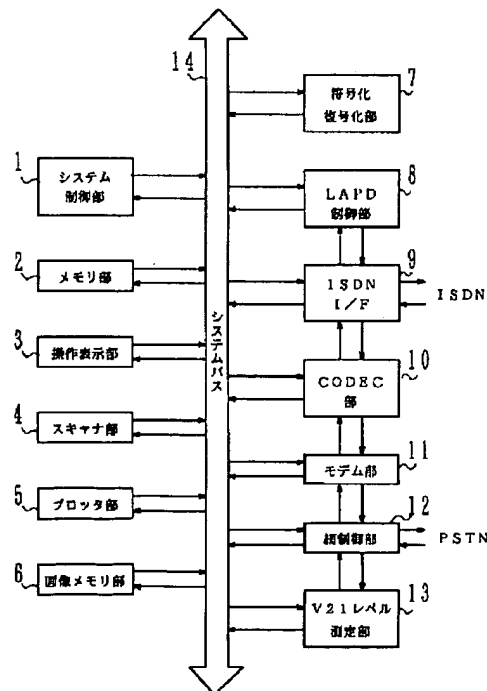 14
7
符号化
復号化部
1
システム
制御部
8
LAPD
制御部
2
メモリ部
9
ISDN
I/F
ISDN
3
操作表示部
システムバス
10
CODEC
部
4
スキャナ部
11
モデム部
5
プロッタ部
12
網制御部
PSTN
6
画像メモリ部
13
V21レベル
測定部